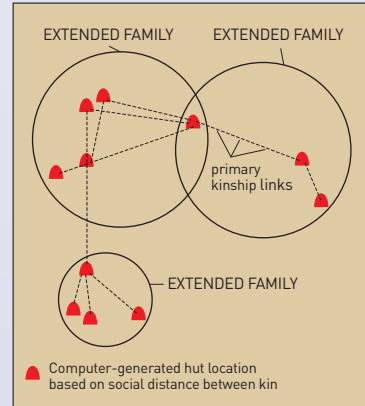 EXTENDED FAMILY
EXTENDED FAMILY
primary
kinship links
EXTENDED FAMILY
Computer-generated hut location
based on social distance between kin